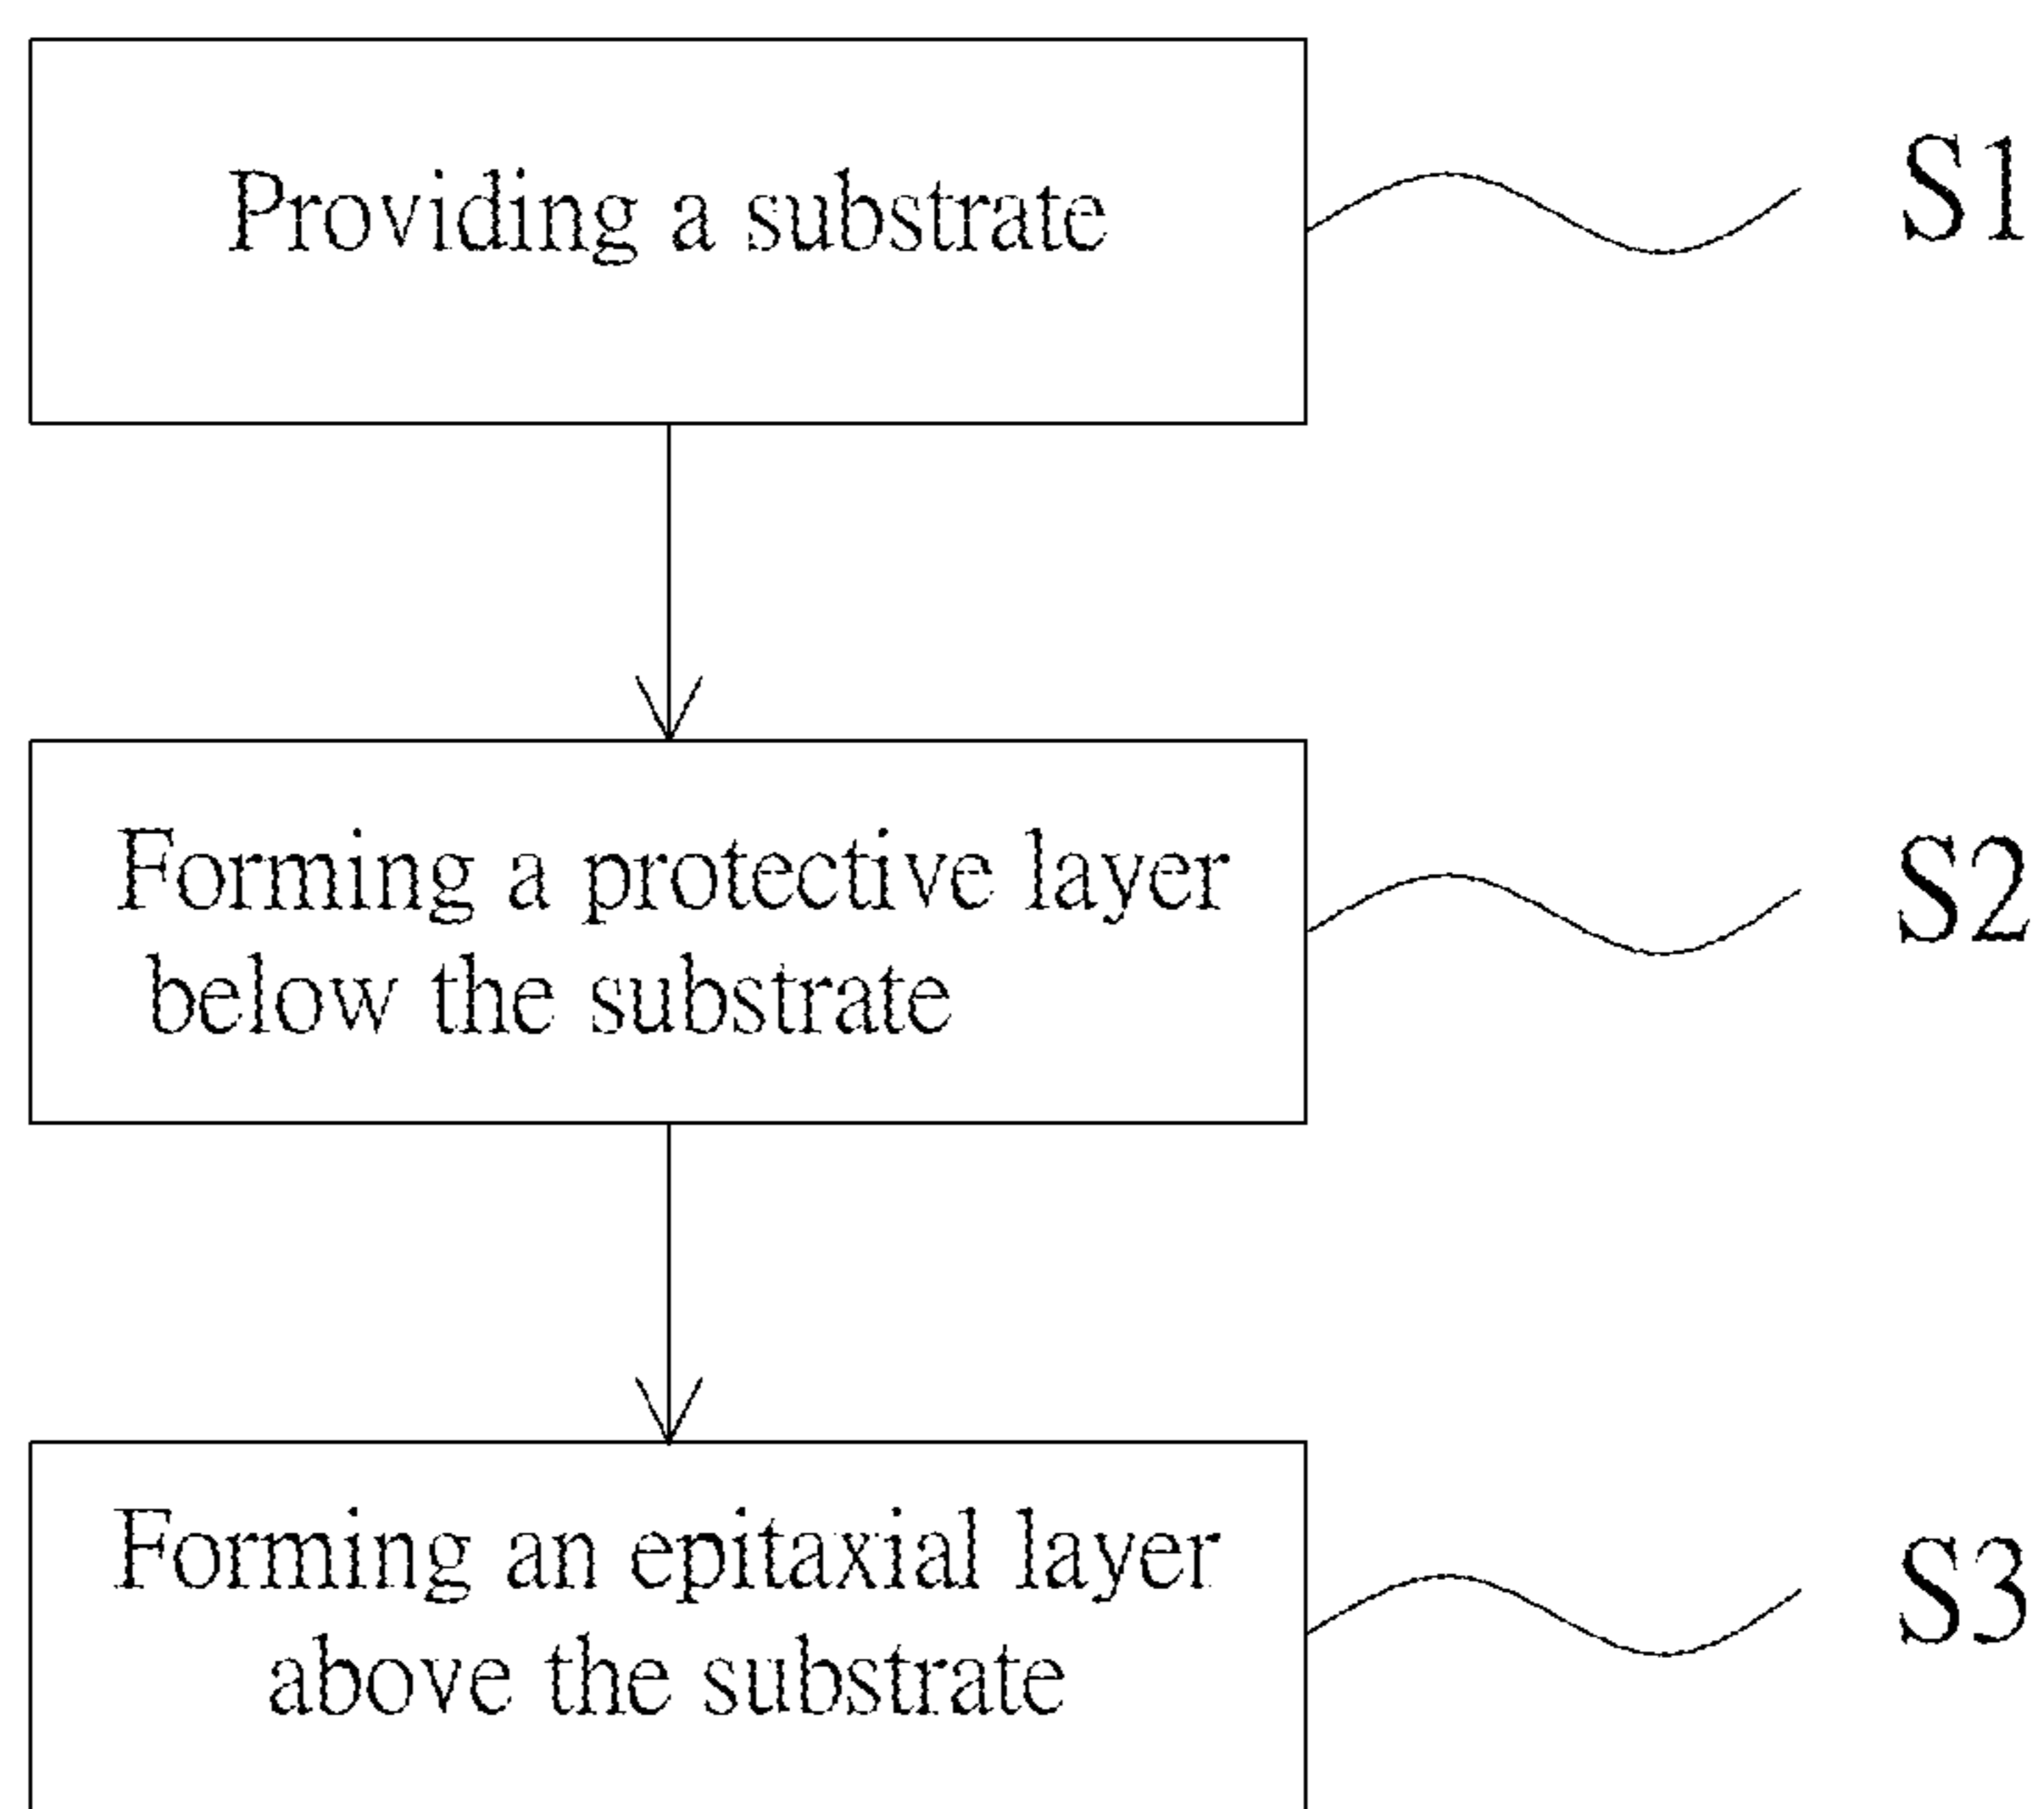 Providing a substrate
S1
Forming a protective layer
below the substrate
S2
Forming an epitaxial layer
above the substrate
S3